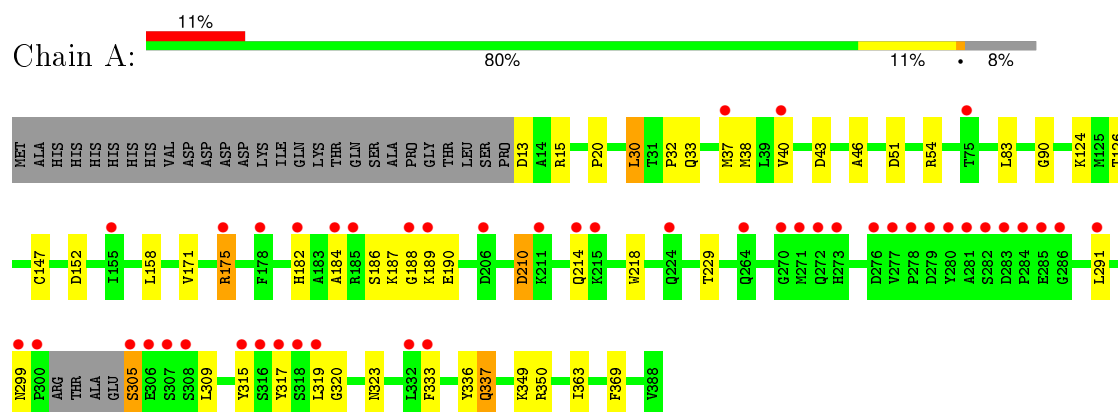 11%
Chain A:
80% 11% • 8%
MET ALA HIS HIS HIS HIS HIS HIS VAL ASP ASP ASP ASP LYS ILE GLN LYS THR GLN SER ALA PRO GLY THR LEU SER PRO D13 A14 R15 P20 L30 T31 P32 Q33 M37 M38 L39 V40 D43 A46 D51 R54 T75 L83 G90 K124 M125 T126
C147 D152 I155 L158 V171 R175 F178 H182 A183 A184 R185 S186 K187 G188 K189 E190 D206 D210 K211 Q214 K215 W218 Q224 T229 Q264 G270 M271 Q272 H273 D276 V277 P278 D279 Y280 A281 S282 D283 P284 E285 G286 L291
N299 P300 ARG THR ALA GLU S305 E306 S307 S308 L309 Y315 S316 Y317 S318 L319 G320 N323 L332 F333 Y336 Q337 K349 R350 I363 F369 V388